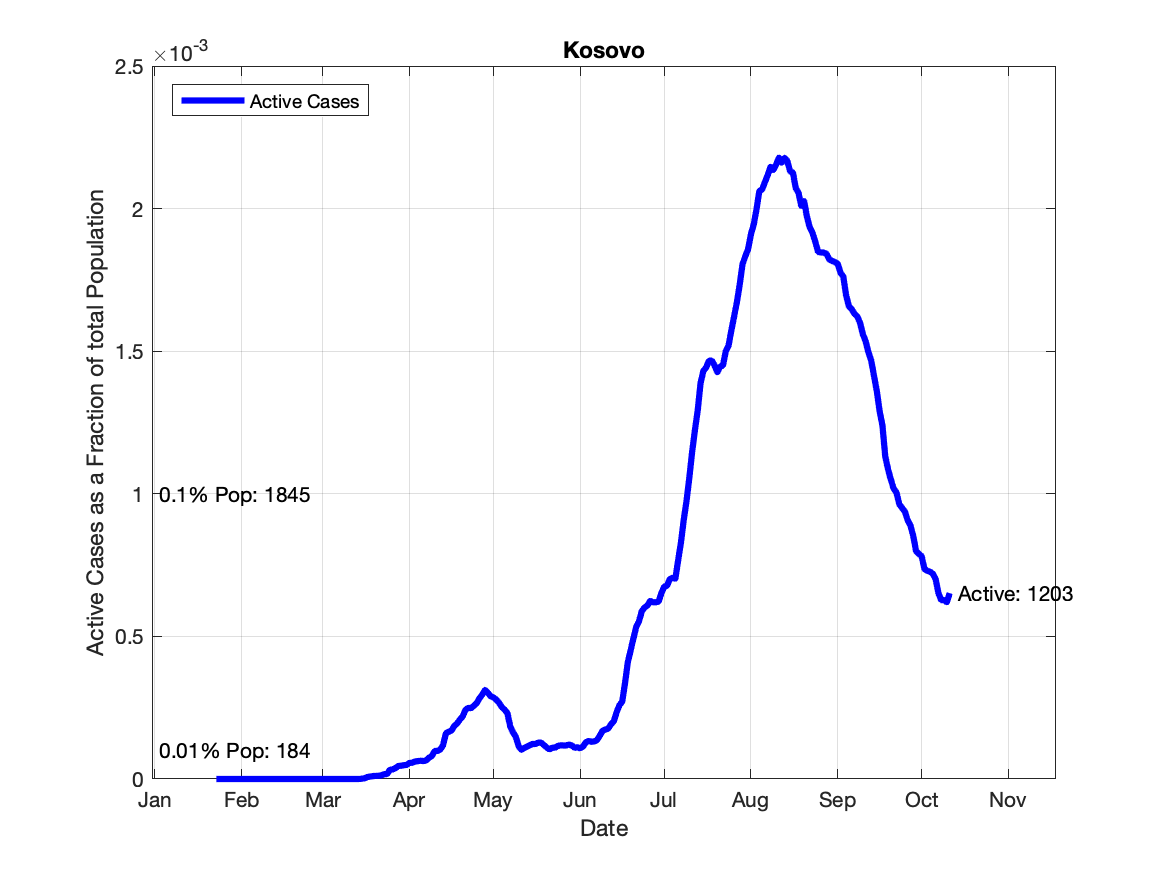 Kosovo
×10-3
Active Cases
2.5
2
1.5
1
0.5
0
Active Cases as a Fraction of total Population
0.1% Pop: 1845
0.01% Pop: 184
Active: 1203
Jan Feb Mar Apr May Jun Jul Aug Sep Oct Nov
Date